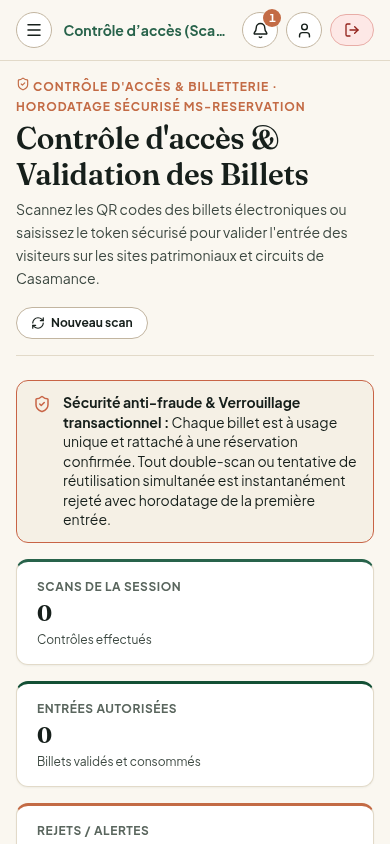 Contrôle d'accès (Sca...
1
CONTRÔLE D'ACCÈS & BILLETTERIE ·
HORODATAGE SÉCURISÉ MS-RESERVATION
Contrôle d'accès &
Validation des Billets
Scannez les QR codes des billets électroniques ou
saisissez le token sécurisé pour valider l'entrée des
visiteurs sur les sites patrimoniaux et circuits de
Casamance.
Nouveau scan
Sécurité anti-fraude & Verrouillage
transactionnel : Chaque billet est à usage
unique et rattaché à une réservation
confirmée. Tout double-scan ou tentative de
réutilisation simultanée est instantanément
rejeté avec horodatage de la première
entrée.
SCANS DE LA SESSION
0
Contrôles effectués
ENTRÉES AUTORISÉES
0
Billets validés et consommés
REJETS / ALERTES